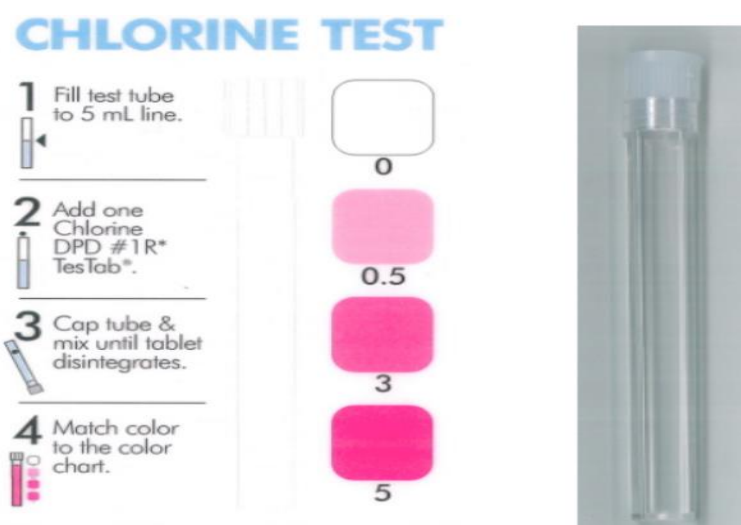 CHLORINE TEST
1 Fill test tube
to 5 mL line.
0
2 Add one
Chlorine
DPD #1R*
TesTab®.
0.5
3 Cap tube &
mix until tablet
disintegrates.
3
4 Match color
to the color
chart.
5